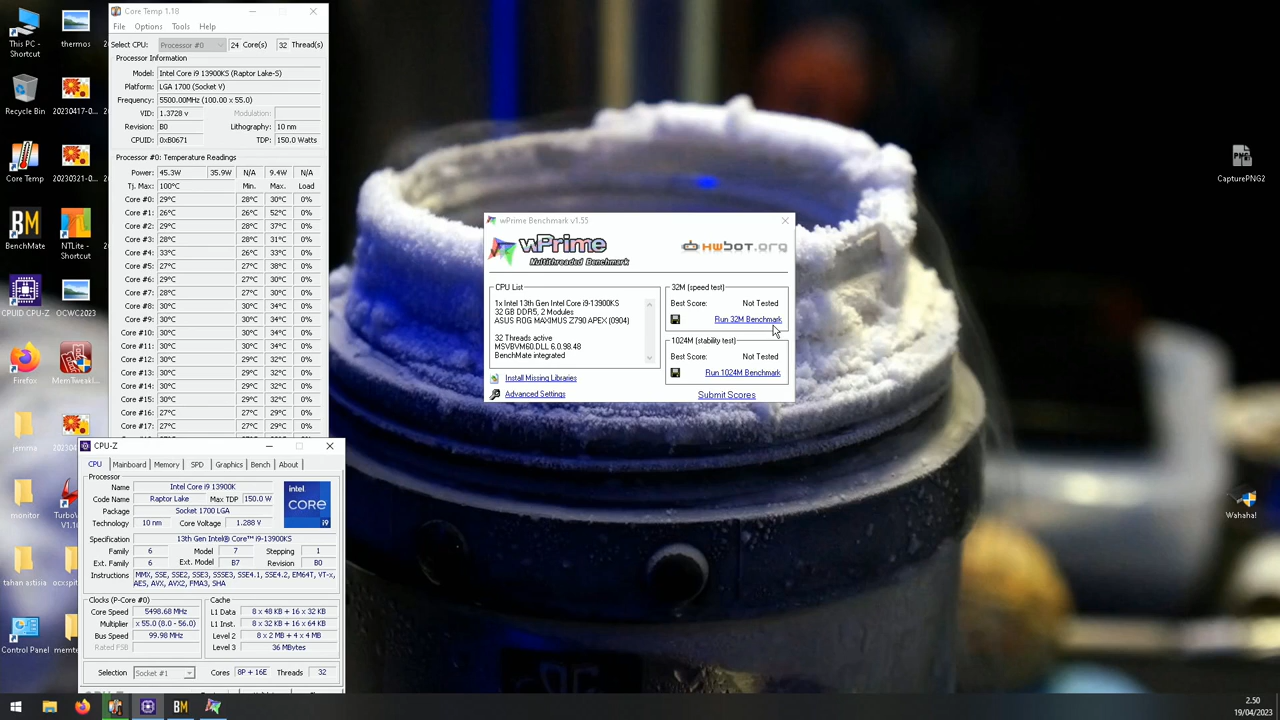 This PC - Shortcut
thermos
Recycle Bin
20230417-0...
Core Temp
20230321-0...
BenchMate
NTLite - Shortcut
CPUID CPU-Z
OCWC2023
Firefox
MemTweakI...
jemma
monitor
tahan astisia
ocxspit
Control Panel
Core Temp 1.18
File Options Tools Help
Select CPU: Processor #0 24 Core(s) 32 Thread(s)
Processor Information
Model: Intel Core i9 13900KS (Raptor Lake-S)
Platform: LGA 1700 (Socket V)
Frequency: 5500.00MHz (100.00 x 55.0)
VID: 1.3728 v Modulation:
Revision: B0 Lithography: 10 nm
CPUID: 0xB0671 TDP: 150.0 Watts
Processor #0: Temperature Readings
Power: 45.3W 35.9W N/A 9.4W N/A
Tj. Max: 100°C Min. Max. Load
Core #0: 29°C 28°C 30°C 0%
Core #1: 26°C 26°C 52°C 0%
Core #2: 29°C 28°C 37°C 0%
Core #3: 29°C 28°C 31°C 0%
Core #4: 33°C 26°C 33°C 0%
Core #5: 27°C 27°C 38°C 0%
Core #6: 29°C 27°C 30°C 0%
Core #7: 28°C 27°C 30°C 0%
Core #8: 30°C 30°C 34°C 0%
Core #9: 30°C 30°C 34°C 0%
Core #10: 30°C 30°C 34°C 0%
Core #11: 30°C 30°C 34°C 0%
Core #12: 30°C 29°C 32°C 0%
Core #13: 30°C 29°C 32°C 0%
Core #14: 30°C 29°C 32°C 0%
Core #15: 30°C 29°C 32°C 0%
Core #16: 27°C 27°C 29°C 0%
Core #17: 27°C 27°C 29°C 0%
CPU-Z
CPU Mainboard Memory SPD Graphics Bench About
Processor
Name Intel Core i9 13900K
Code Name Raptor Lake Max TDP 150.0 W
Package Socket 1700 LGA
Technology 10 nm Core Voltage 1.288 V
intel
CORE
i9
Specification 13th Gen Intel® Core™ i9-13900KS
Family 6 Model 7 Stepping 1
Ext. Family 6 Ext. Model B7 Revision B0
Instructions MMX, SSE, SSE2, SSE3, SSSE3, SSE4.1, SSE4.2, EM64T, VT-x,
AES, AVX, AVX2, FMA3, SHA
Clocks (P-Core #0) Cache
Core Speed 5498.68 MHz L1 Data 8 x 48 KB + 16 x 32 KB
Multiplier x 55.0 (8.0 - 56.0) L1 Inst. 8 x 32 KB + 16 x 64 KB
Bus Speed 99.98 MHz Level 2 8 x 2 MB + 4 x 4 MB
Rated FSB Level 3 36 MBytes
Selection Socket #1 Cores 8P + 16E Threads 32
wPrime Benchmark v1.55
wPrime
Multithreaded Benchmark
HWBOT.ORG
CPU List
1x Intel 13th Gen Intel Core i9-13900KS
32 GB DDR5, 2 Modules
ASUS ROG MAXIMUS Z790 APEX (0904)
32 Threads active
MSVBVM60.DLL 6.0.98.48
BenchMate integrated
Install Missing Libraries
Advanced Settings
32M (speed test)
Best Score: Not Tested
Run 32M Benchmark
1024M (stability test)
Best Score: Not Tested
Run 1024M Benchmark
Submit Scores
CapturePNG2
Wahaha!
2.50
19/04/2023